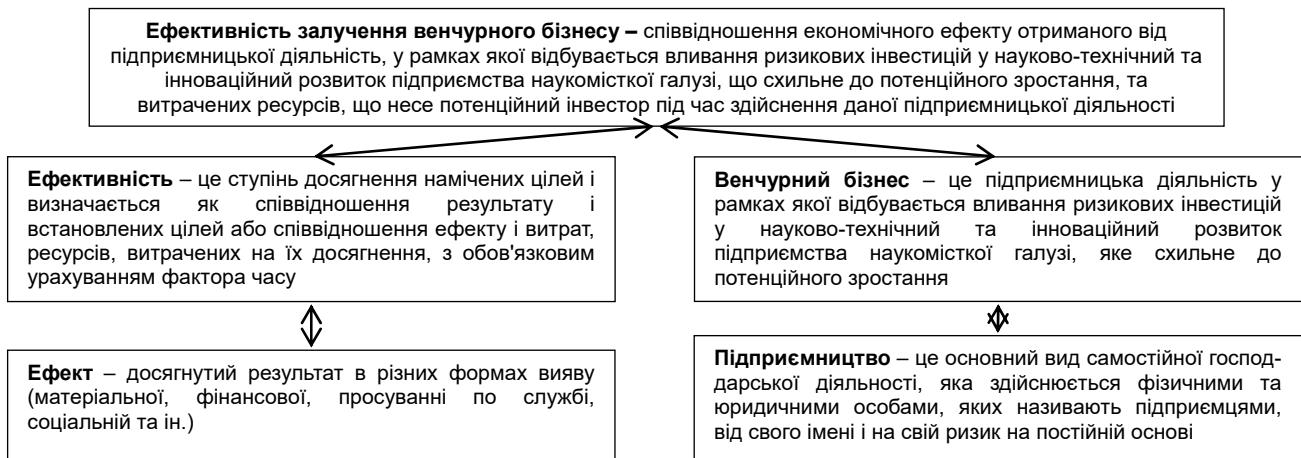 Ефективність залучення венчурного бізнесу – співвідношення економічного ефекту отриманого від
підприємницької діяльність, у рамках якої відбувається вливання ризикових інвестицій у науково-технічний та
інноваційний розвиток підприємства наукомісткої галузі, що схильне до потенційного зростання, та
витрачених ресурсів, що несе потенційний інвестор під час здійснення даної підприємницької діяльності
Ефективність – це ступінь досягнення намічених цілей і
визначається як співвідношення результату і
встановлених цілей або співвідношення ефекту і витрат,
ресурсів, витрачених на їх досягнення, з обов'язковим
урахуванням фактора часу
Венчурний бізнес – це підприємницька діяльність у
рамках якої відбувається вливання ризикових інвестицій
у науково-технічний та інноваційний розвиток
підприємства наукомісткої галузі, яке схильне до
потенційного зростання
Ефект – досягнутий результат в різних формах вияву
(матеріальної, фінансової, просуванні по службі,
соціальній та ін.)
Підприємництво – це основний вид самостійної господ-
дарської діяльності, яка здійснюється фізичними та
юридичними особами, яких називають підприємцями,
від свого імені і на свій ризик на постійній основі